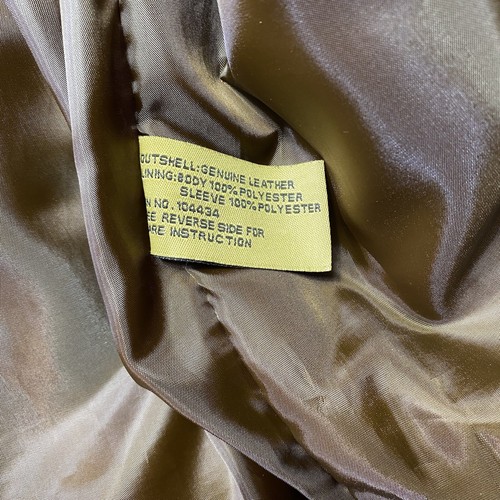 OUTSHELL: GENUINE LEATHER
LINING: BODY 100% POLYESTER
SLEEVE 100% POLYESTER
N NO. 104434
EE REVERSE SIDE FOR
ARE INSTRUCTION